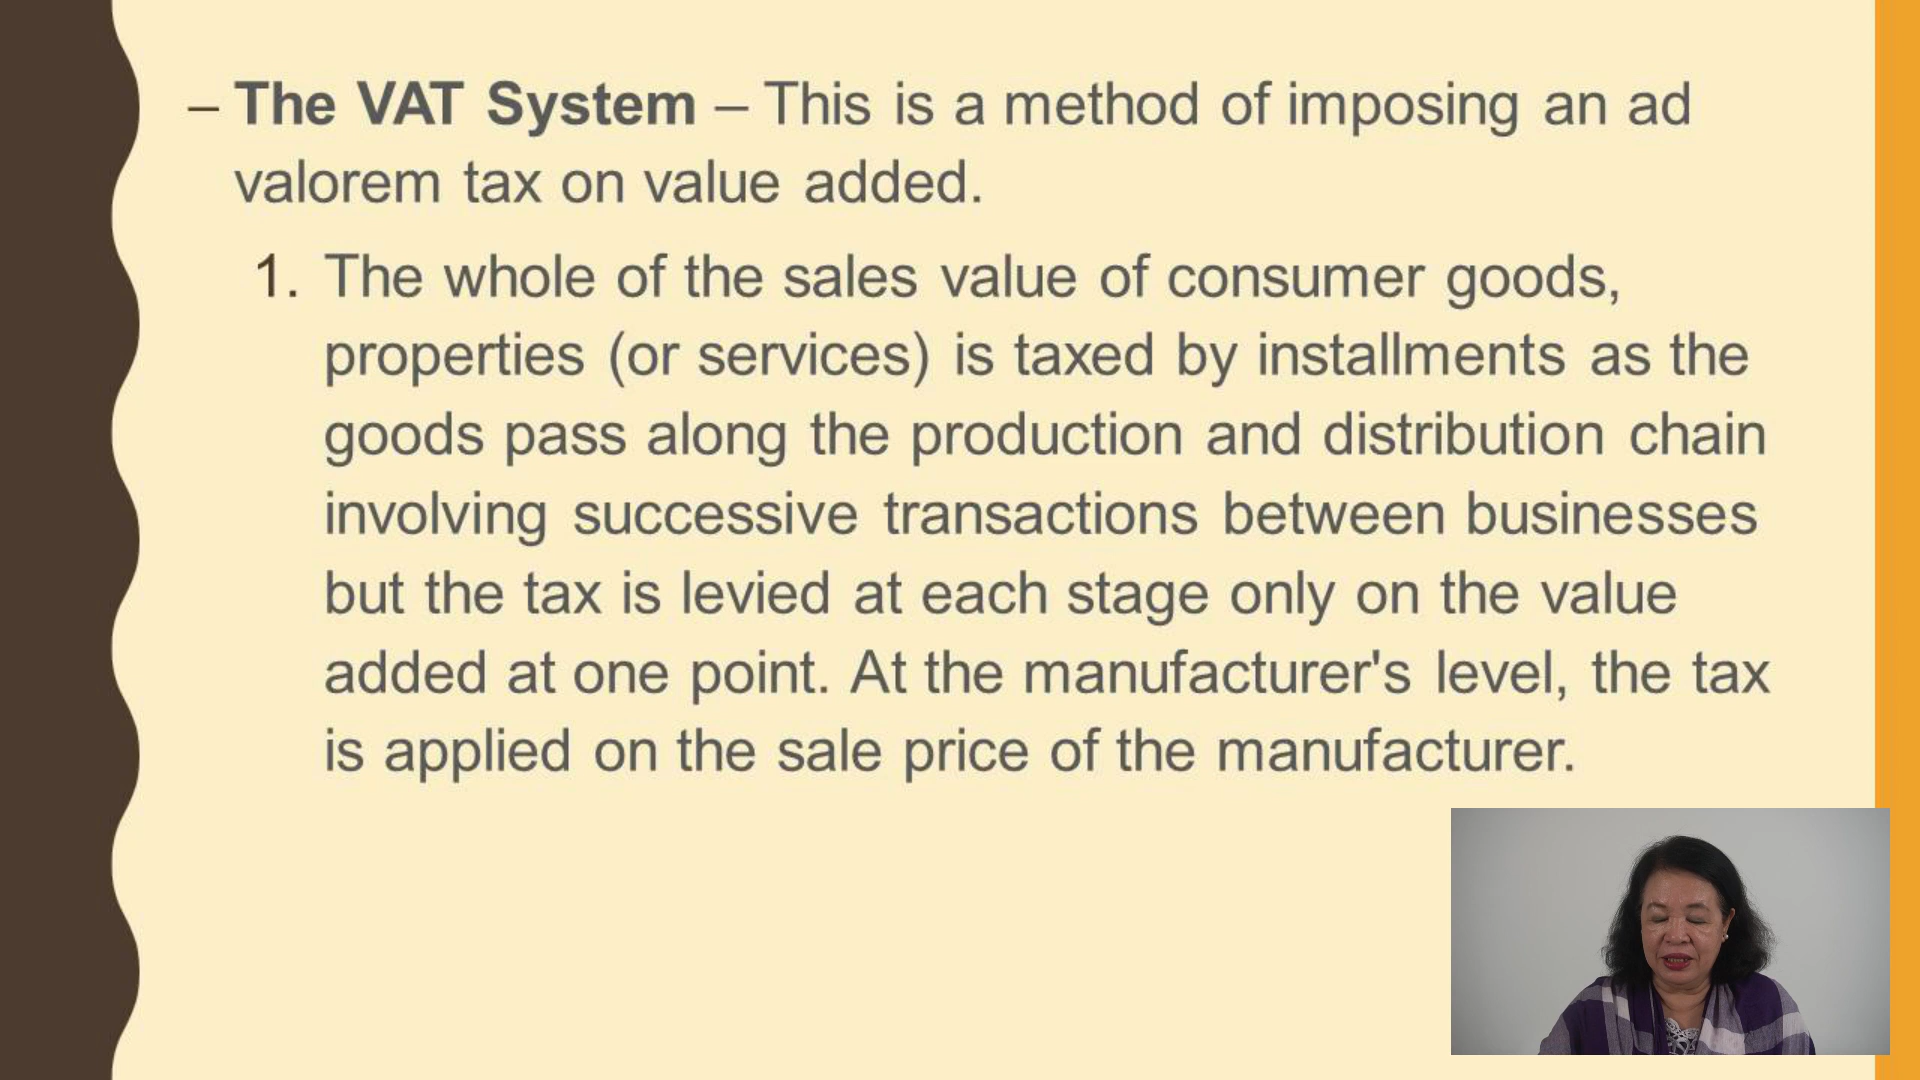 – The VAT System – This is a method of imposing an ad
valorem tax on value added.
1. The whole of the sales value of consumer goods,
properties (or services) is taxed by installments as the
goods pass along the production and distribution chain
involving successive transactions between businesses
but the tax is levied at each stage only on the value
added at one point. At the manufacturer's level, the tax
is applied on the sale price of the manufacturer.